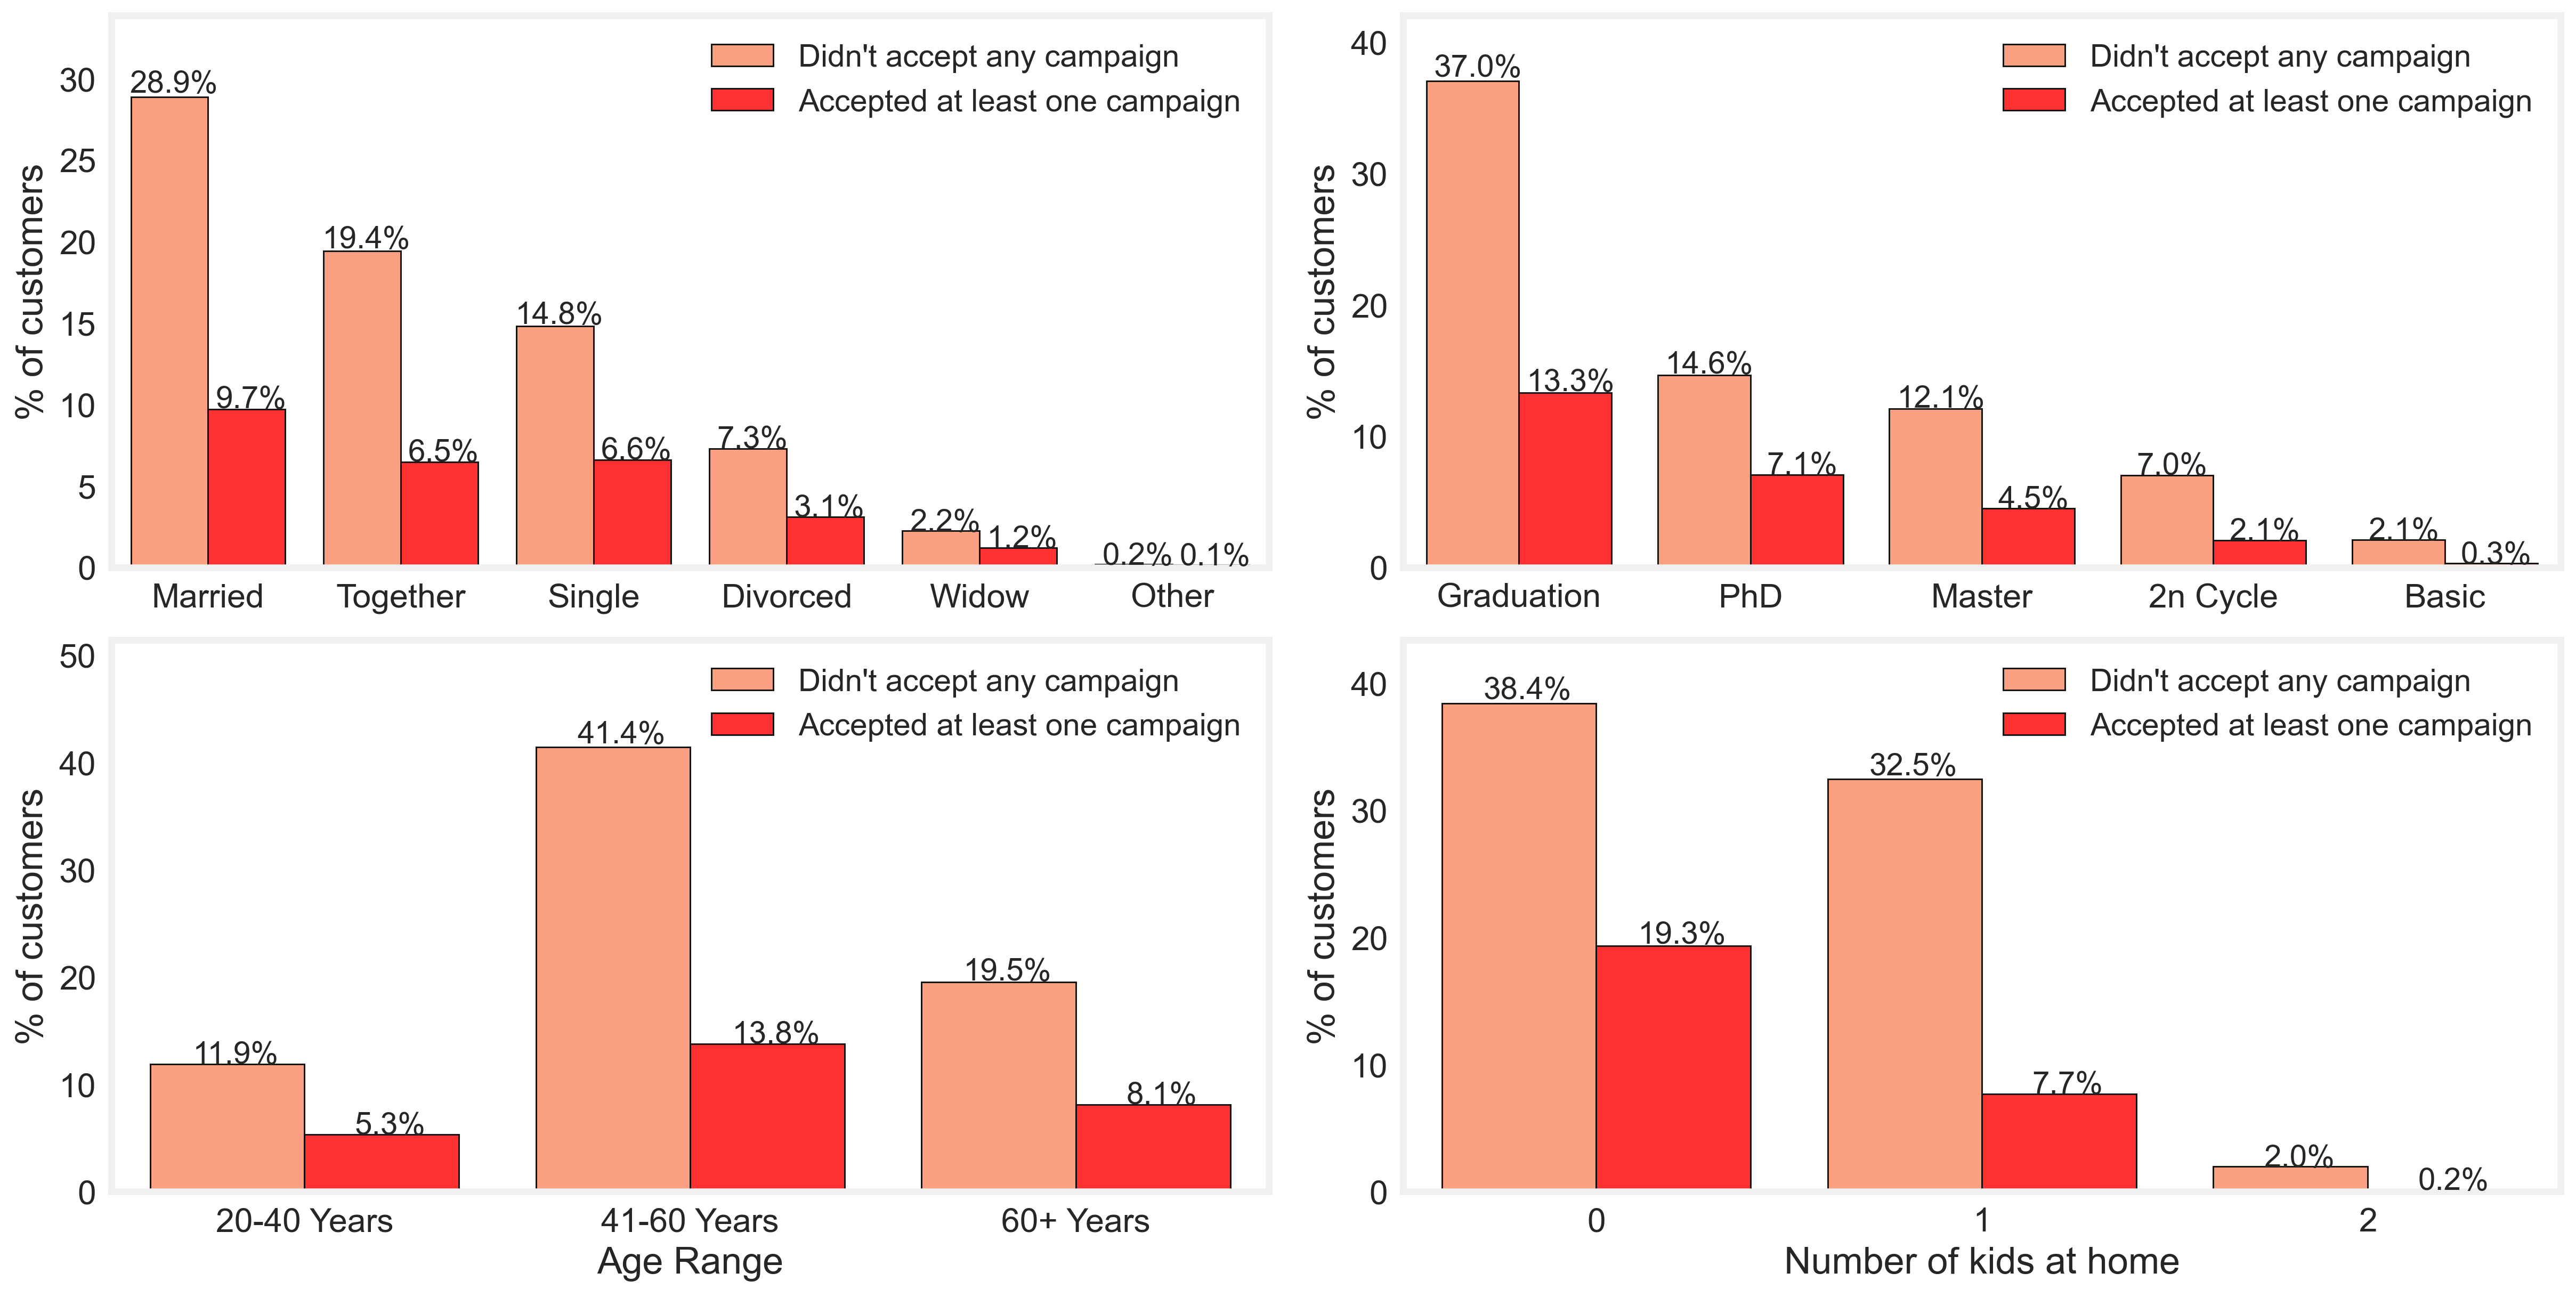 Didn't accept any campaign
Accepted at least one campaign
% of customers
30
25
20
15
10
5
0
28.9%
9.7%
19.4%
6.5%
14.8%
6.6%
7.3%
3.1%
2.2%
1.2%
0.2%
0.1%
Married
Together
Single
Divorced
Widow
Other
Didn't accept any campaign
Accepted at least one campaign
% of customers
40
30
20
10
0
37.0%
13.3%
14.6%
7.1%
12.1%
4.5%
7.0%
2.1%
2.1%
0.3%
Graduation
PhD
Master
2n Cycle
Basic
Didn't accept any campaign
Accepted at least one campaign
% of customers
50
40
30
20
10
0
11.9%
5.3%
41.4%
13.8%
19.5%
8.1%
20-40 Years
41-60 Years
60+ Years
Age Range
Didn't accept any campaign
Accepted at least one campaign
% of customers
40
30
20
10
0
38.4%
19.3%
32.5%
7.7%
2.0%
0.2%
0
1
2
Number of kids at home